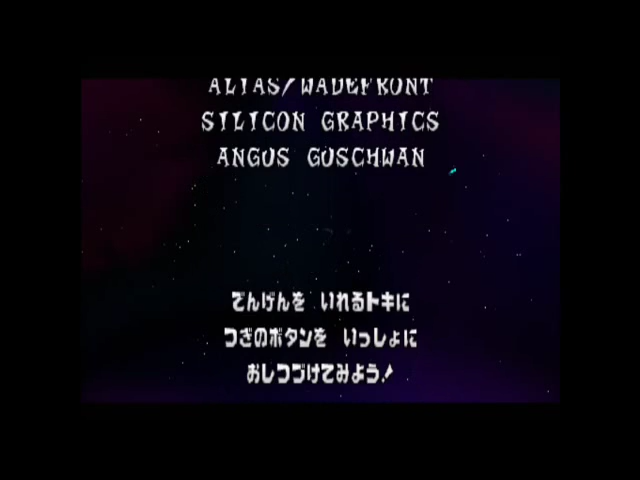 ALIAS/WADEFRONT
SILICON GRAPHICS
ANGUS GUSCHWAN
でんげんを いれるトキに
つぎのボタンを いっしょに
おしつづけてみよう!